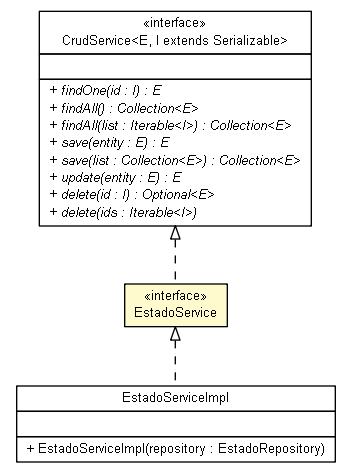 «interface»
CrudService<E, I extends Serializable>
+ findOne(id : I) : E
+ findAll() : Collection<E>
+ findAll(list : Iterable<I>) : Collection<E>
+ save(entity : E) : E
+ save(list : Collection<E>) : Collection<E>
+ update(entity : E) : E
+ delete(id : I) : Optional<E>
+ delete(ids : Iterable<I>)
«interface»
EstadoService
EstadoServiceImpl
+ EstadoServiceImpl(repository : EstadoRepository)